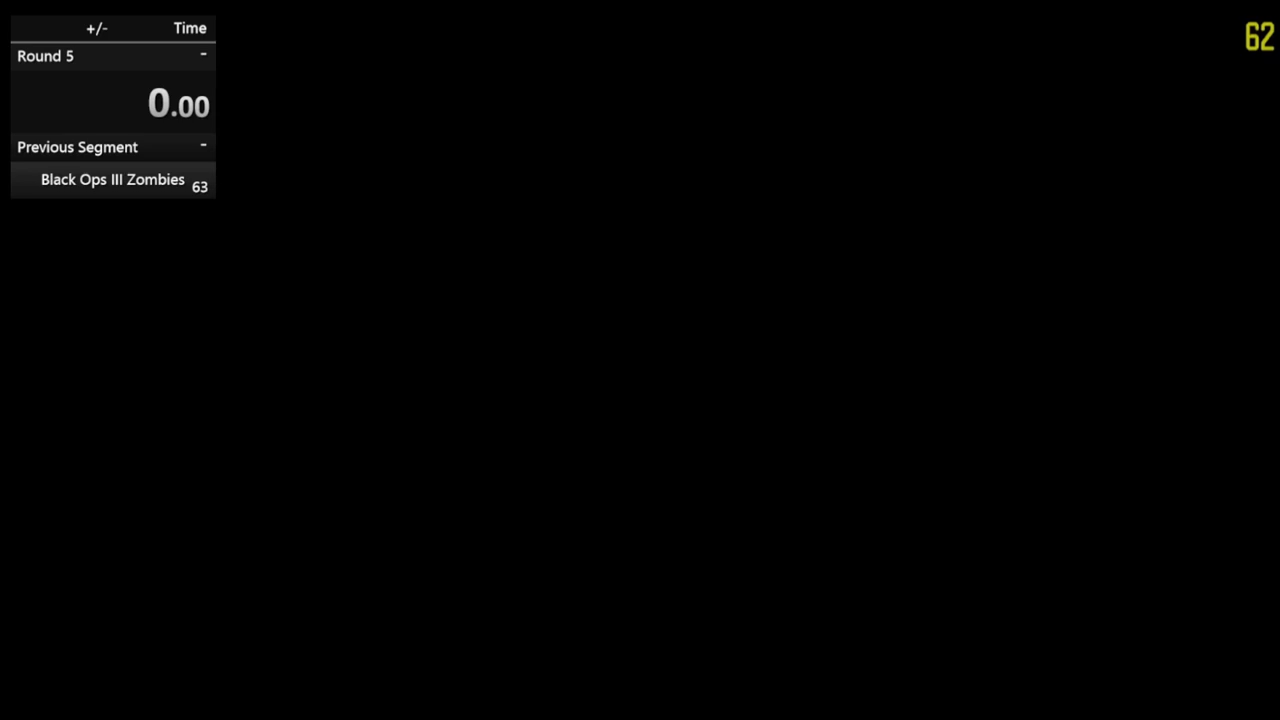 +/- Time
Round 5 -
0.00
Previous Segment -
Black Ops III Zombies 63
62